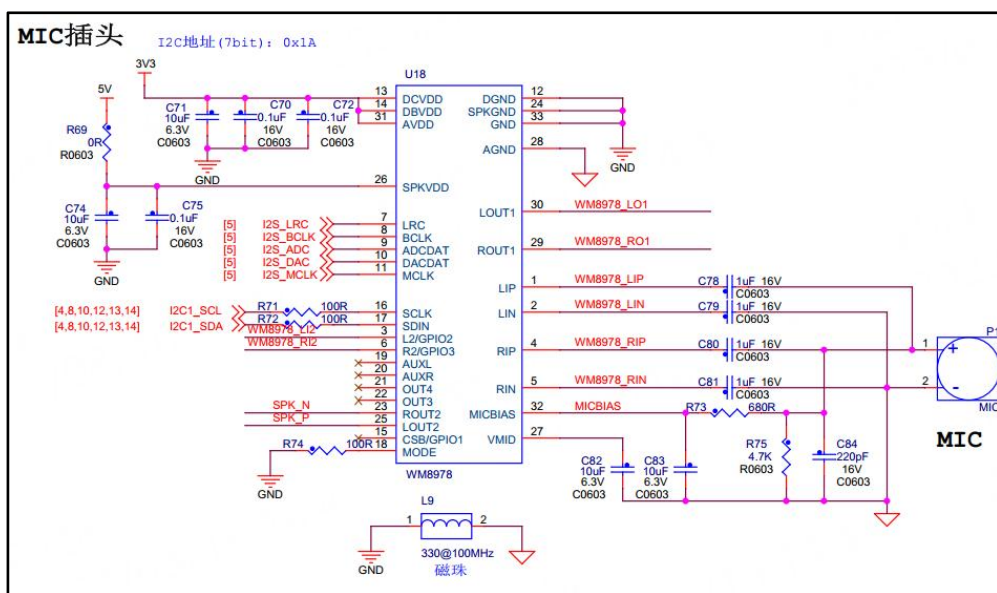 MIC插头
I2C地址(7bit): 0x1A
3V3
5V
R69
0R
R0603
C71
10uF
6.3V
C0603
C70
0.1uF
16V
C0603
C72
0.1uF
16V
C0603
GND
C74
10uF
6.3V
C0603
C75
0.1uF
16V
C0603
GND
U18
13 DCVDD
14 DBVDD
31 AVDD
26 SPKVDD
[5] I2S_LRC 7 LRC
[5] I2S_BCLK 8 BCLK
[5] I2S_ADC 9 ADCDAT
[5] I2S_DAC 10 DACDAT
[5] I2S_MCLK 11 MCLK
[4,8,10,12,13,14] I2C1_SCL R71 100R 16 SCLK
[4,8,10,12,13,14] I2C1_SDA R72 100R 17 SDIN
WM8978_LI2 3 L2/GPIO2
WM8978_RI2 6 R2/GPIO3
19 AUXL
20 AUXR
21 OUT4
22 OUT3
SPK_N 23 ROUT2
SPK_P 25 LOUT2
15 CSB/GPIO1
R74 100R 18 MODE
GND
WM8978
DGND 12
SPKGND 24
GND 33
AGND 28
GND
LOUT1 30 WM8978_LO1
ROUT1 29 WM8978_RO1
LIP 1 WM8978_LIP C78 1uF 16V
C0603
LIN 2 WM8978_LIN C79 1uF 16V
C0603
RIP 4 WM8978_RIP C80 1uF 16V
C0603
RIN 5 WM8978_RIN C81 1uF 16V
C0603
MICBIAS 32 MICBIAS R73 680R
VMID 27
C82
10uF
6.3V
C0603
C83
10uF
6.3V
C0603
R75
4.7K
R0603
C84
220pF
16V
C0603
P1
1 +
2 -
MIC
MIC
L9
1 2
GND
330@100MHz
磁珠